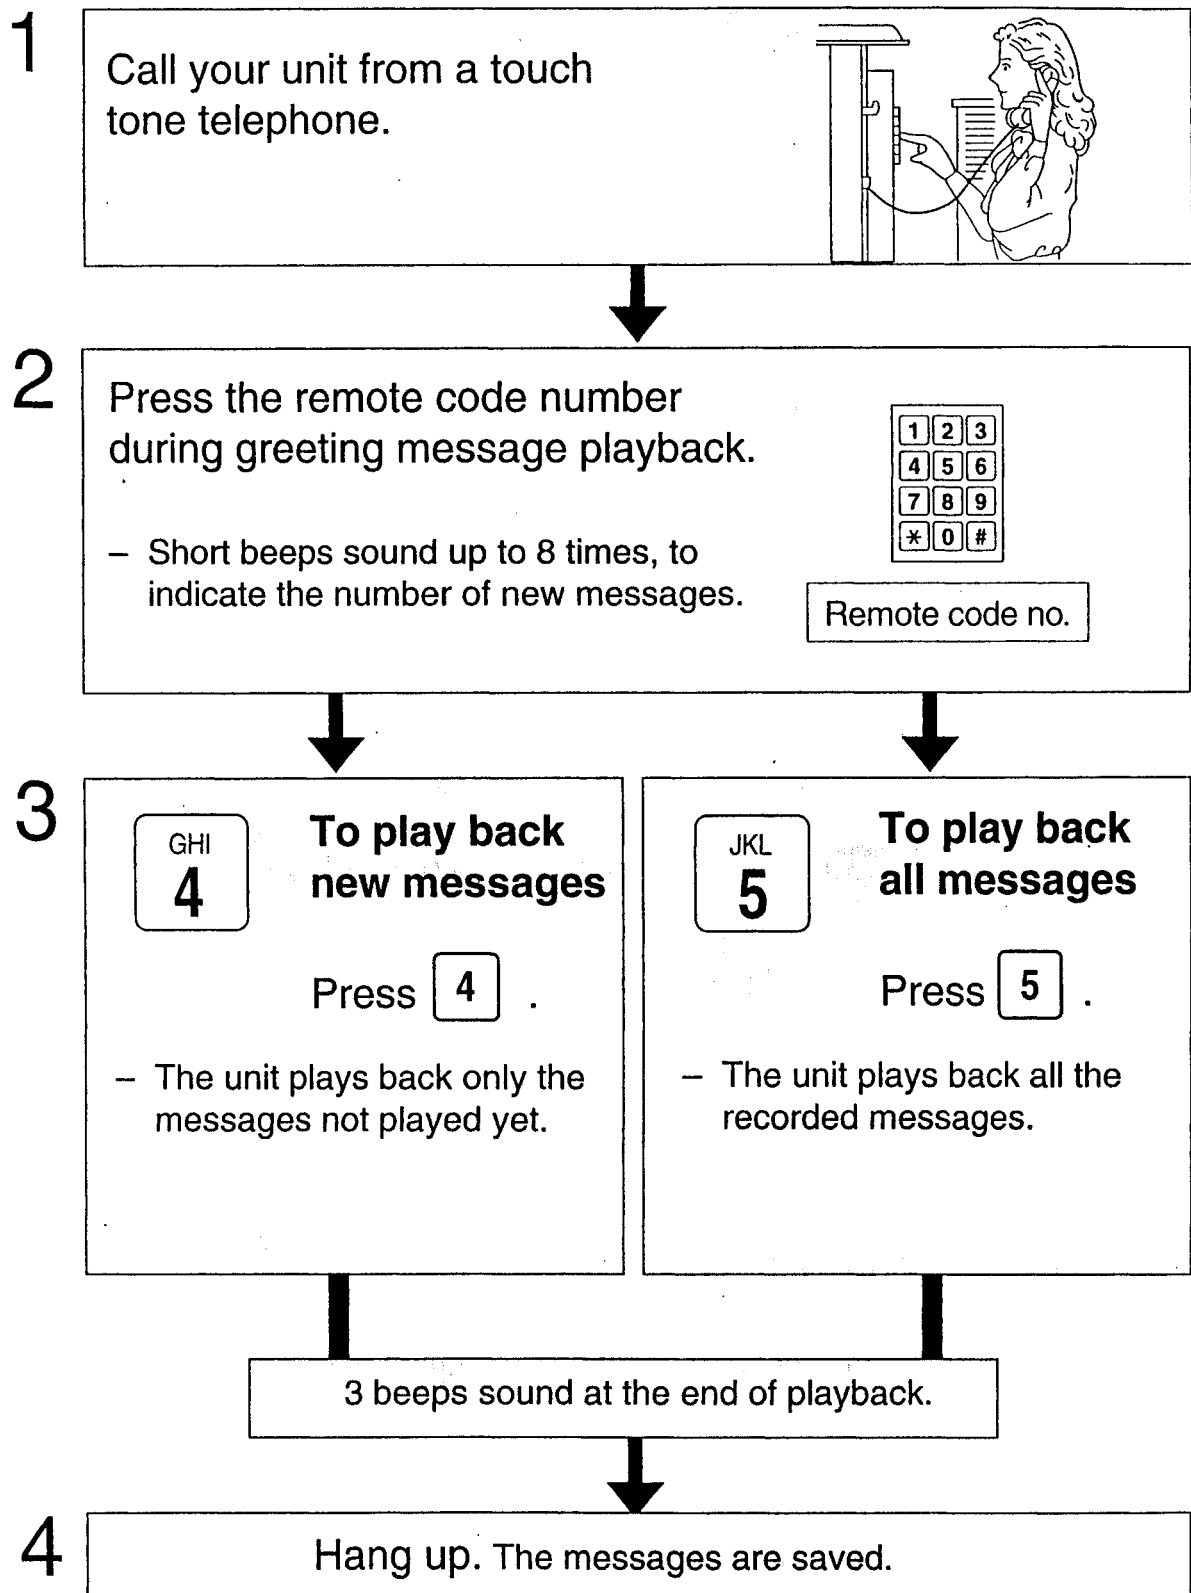 1
Call your unit from a touch
tone telephone.
2
Press the remote code number
during greeting message playback.
– Short beeps sound up to 8 times, to
indicate the number of new messages.
1 2 3
4 5 6
7 8 9
* 0 #
Remote code no.
3
GHI
4
To play back
new messages
Press 4 .
– The unit plays back only the
messages not played yet.
JKL
5
To play back
all messages
Press 5 .
– The unit plays back all the
recorded messages.
3 beeps sound at the end of playback.
4
Hang up. The messages are saved.